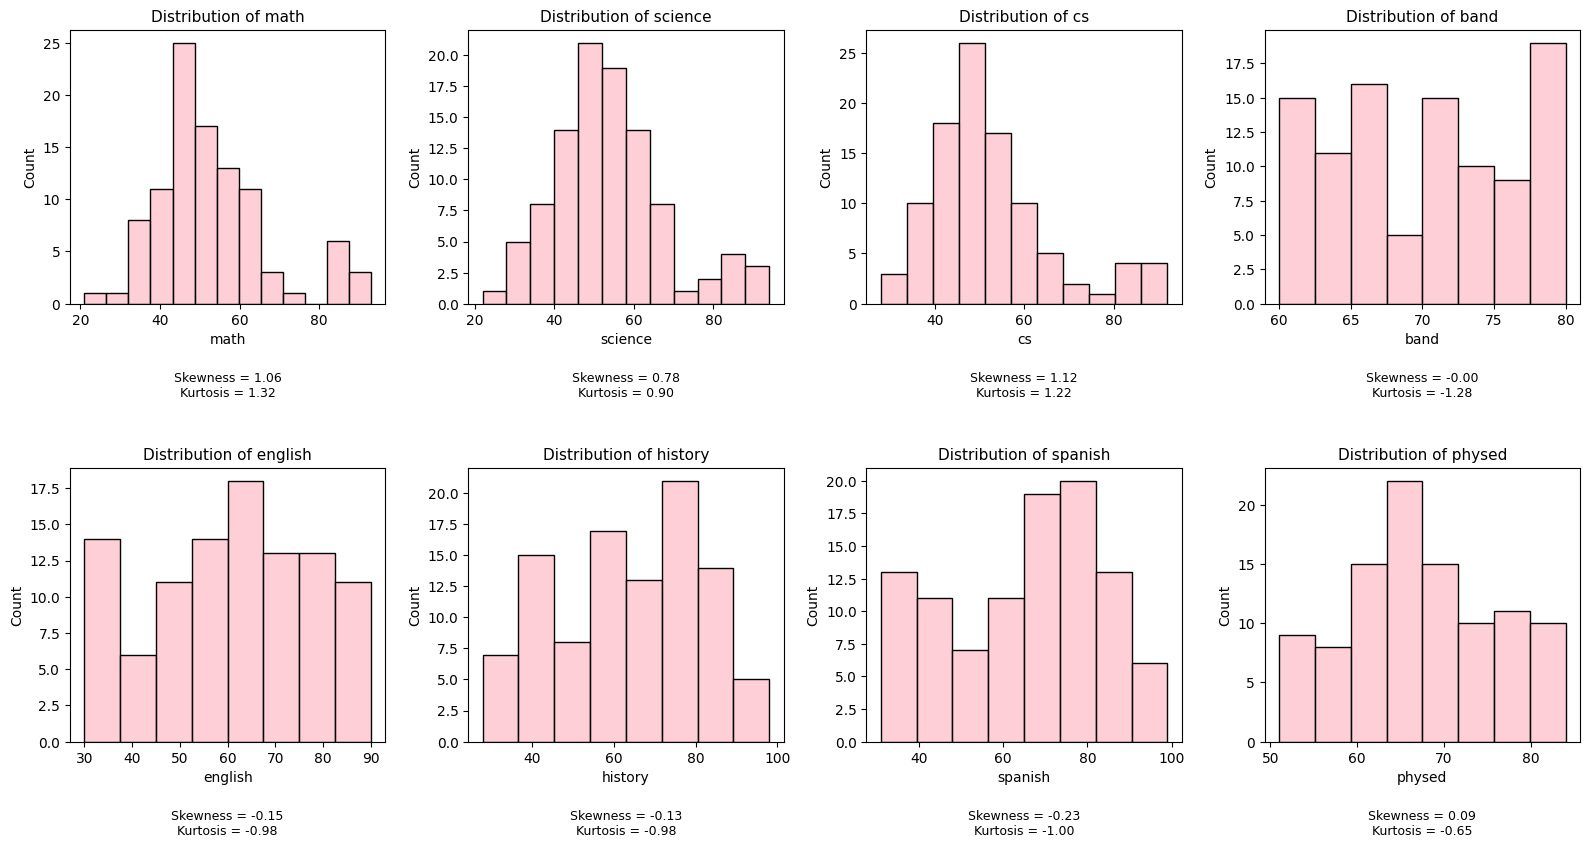 Distribution of math
25
20
15
10
5
0
Count
20 40 60 80
math
Skewness = 1.06
Kurtosis = 1.32
Distribution of science
20.0
17.5
15.0
12.5
10.0
7.5
5.0
2.5
0.0
Count
20 40 60 80
science
Skewness = 0.78
Kurtosis = 0.90
Distribution of cs
25
20
15
10
5
0
Count
40 60 80
cs
Skewness = 1.12
Kurtosis = 1.22
Distribution of band
17.5
15.0
12.5
10.0
7.5
5.0
2.5
0.0
Count
60 65 70 75 80
band
Skewness = -0.00
Kurtosis = -1.28
Distribution of english
17.5
15.0
12.5
10.0
7.5
5.0
2.5
0.0
Count
30 40 50 60 70 80 90
english
Skewness = -0.15
Kurtosis = -0.98
Distribution of history
20.0
17.5
15.0
12.5
10.0
7.5
5.0
2.5
0.0
Count
40 60 80 100
history
Skewness = -0.13
Kurtosis = -0.98
Distribution of spanish
20.0
17.5
15.0
12.5
10.0
7.5
5.0
2.5
0.0
Count
40 60 80 100
spanish
Skewness = -0.23
Kurtosis = -1.00
Distribution of physed
20
15
10
5
0
Count
50 60 70 80
physed
Skewness = 0.09
Kurtosis = -0.65